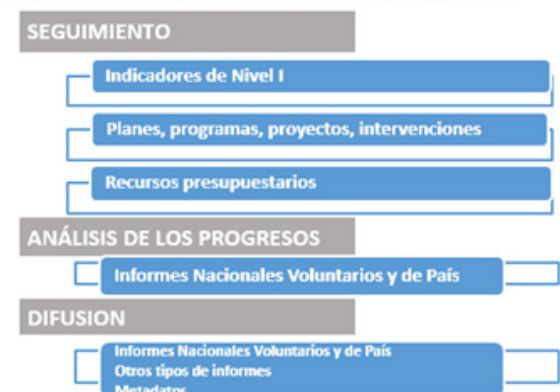 SEGUIMIENTO
Indicadores de Nivel I
Planes, programas, proyectos, intervenciones
Recursos presupuestarios
ANÁLISIS DE LOS PROGRESOS
Informes Nacionales Voluntarios y de País
DIFUSION
Informes Nacionales Voluntarios y de País
Otros tipos de informes
Metadatos